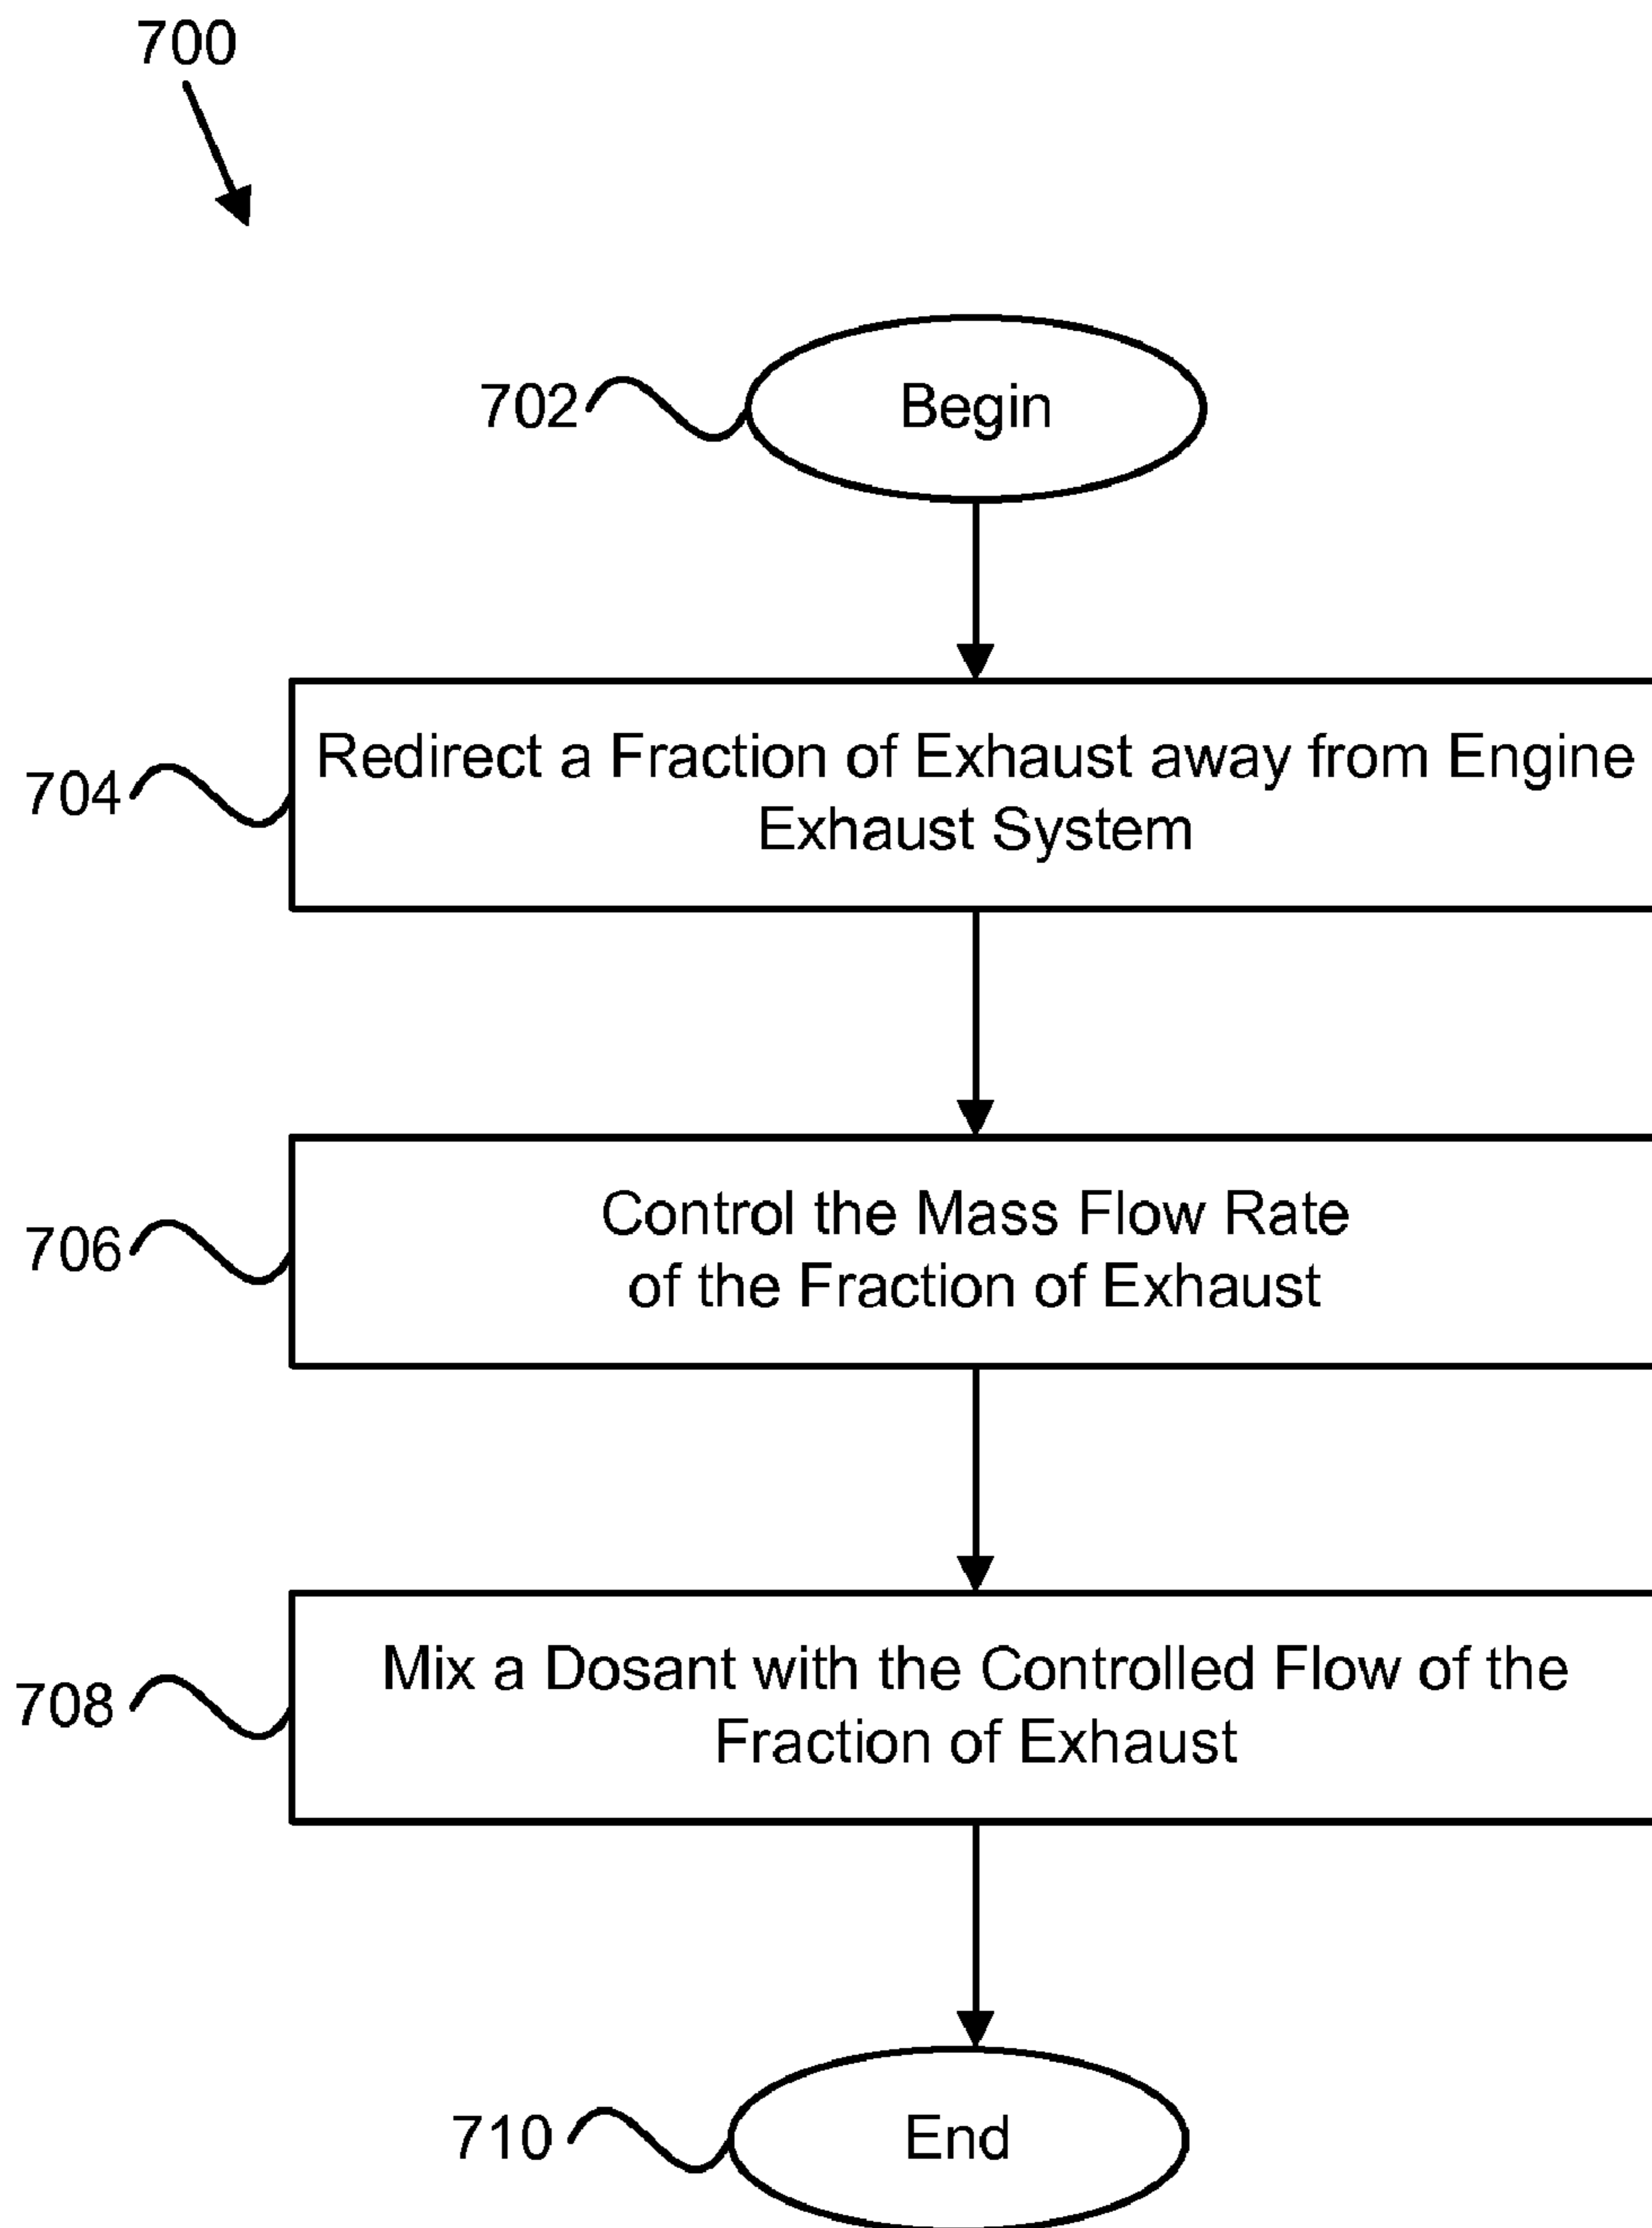 700
702
Begin
704
Redirect a Fraction of Exhaust away from Engine
Exhaust System
706
Control the Mass Flow Rate
of the Fraction of Exhaust
708
Mix a Dosant with the Controlled Flow of the
Fraction of Exhaust
710
End